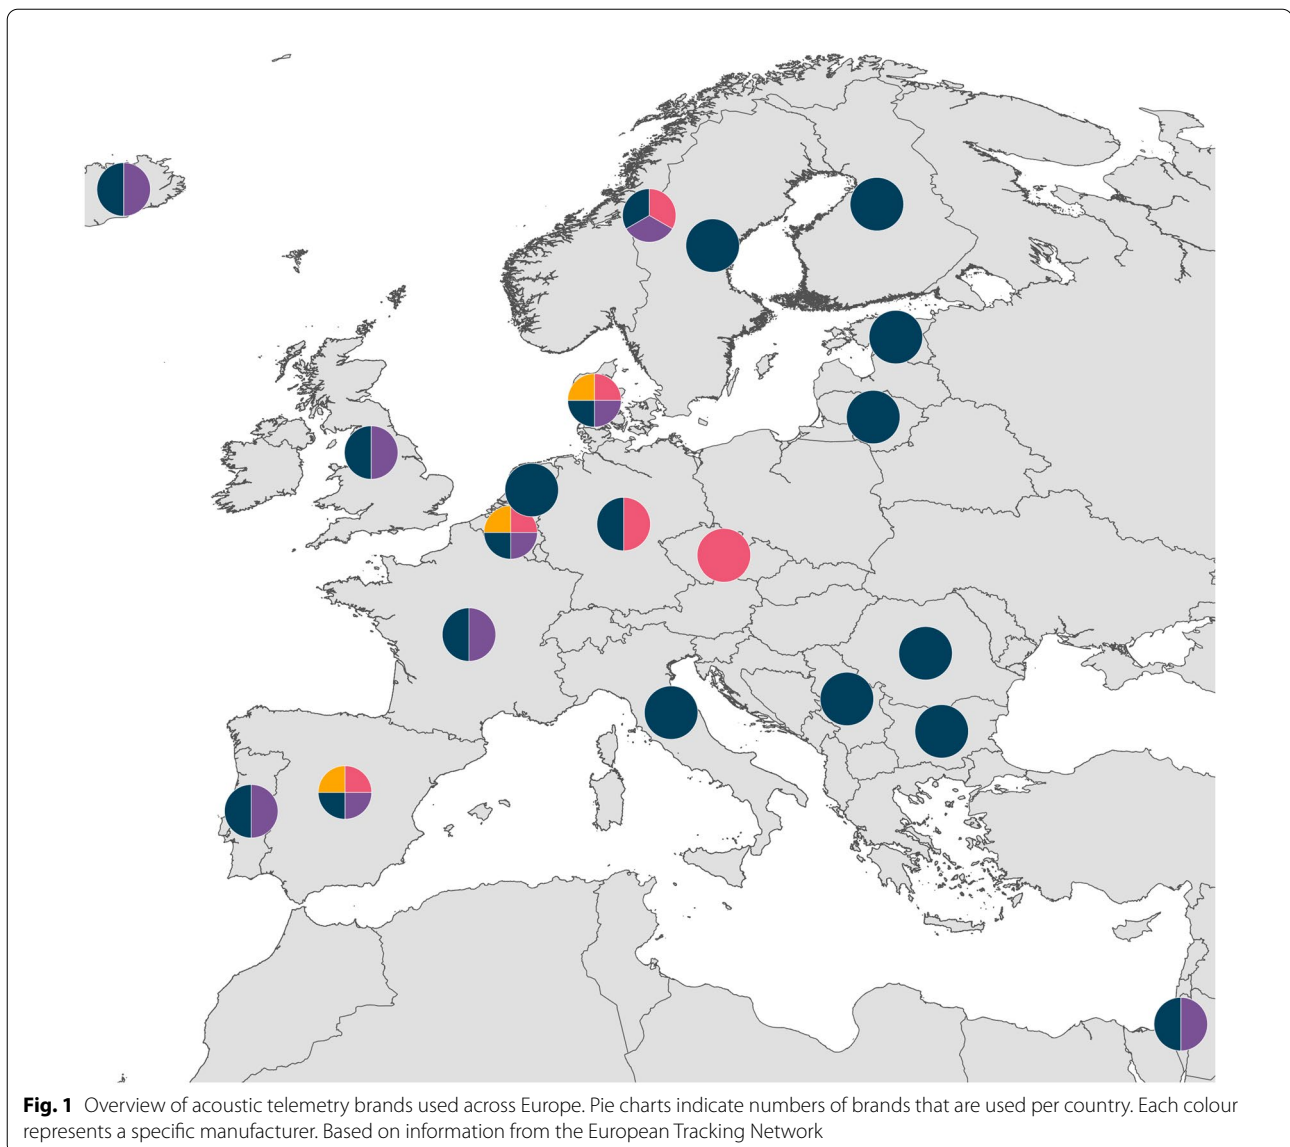 Fig. 1 Overview of acoustic telemetry brands used across Europe. Pie charts indicate numbers of brands that are used per country. Each colour
represents a specific manufacturer. Based on information from the European Tracking Network